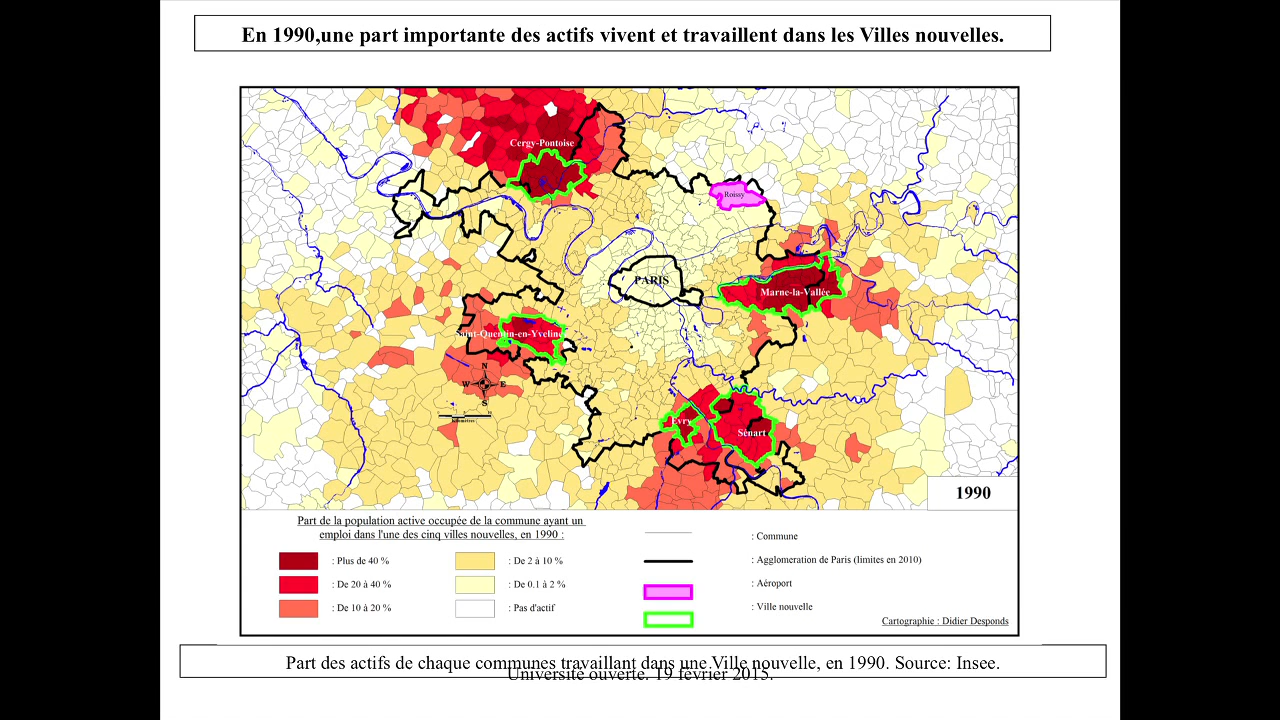 En 1990,une part importante des actifs vivent et travaillent dans les Villes nouvelles.
Cergy-Pontoise
Roissy
PARIS
Marne-la-Vallée
Saint-Quentin-en-Yvelines
N
W E
S
Kilomètres
Evry
Sénart
1990
Part de la population active occupée de la commune ayant un
emploi dans l'une des cinq villes nouvelles, en 1990 :
: Plus de 40 %
: De 20 à 40 %
: De 10 à 20 %
: De 2 à 10 %
: De 0.1 à 2 %
: Pas d'actif
: Commune
: Agglomeration de Paris (limites en 2010)
: Aéroport
: Ville nouvelle
Cartographie : Didier Desponds
Part des actifs de chaque communes travaillant dans une Ville nouvelle, en 1990. Source: Insee.
Université ouverte. 19 février 2015.